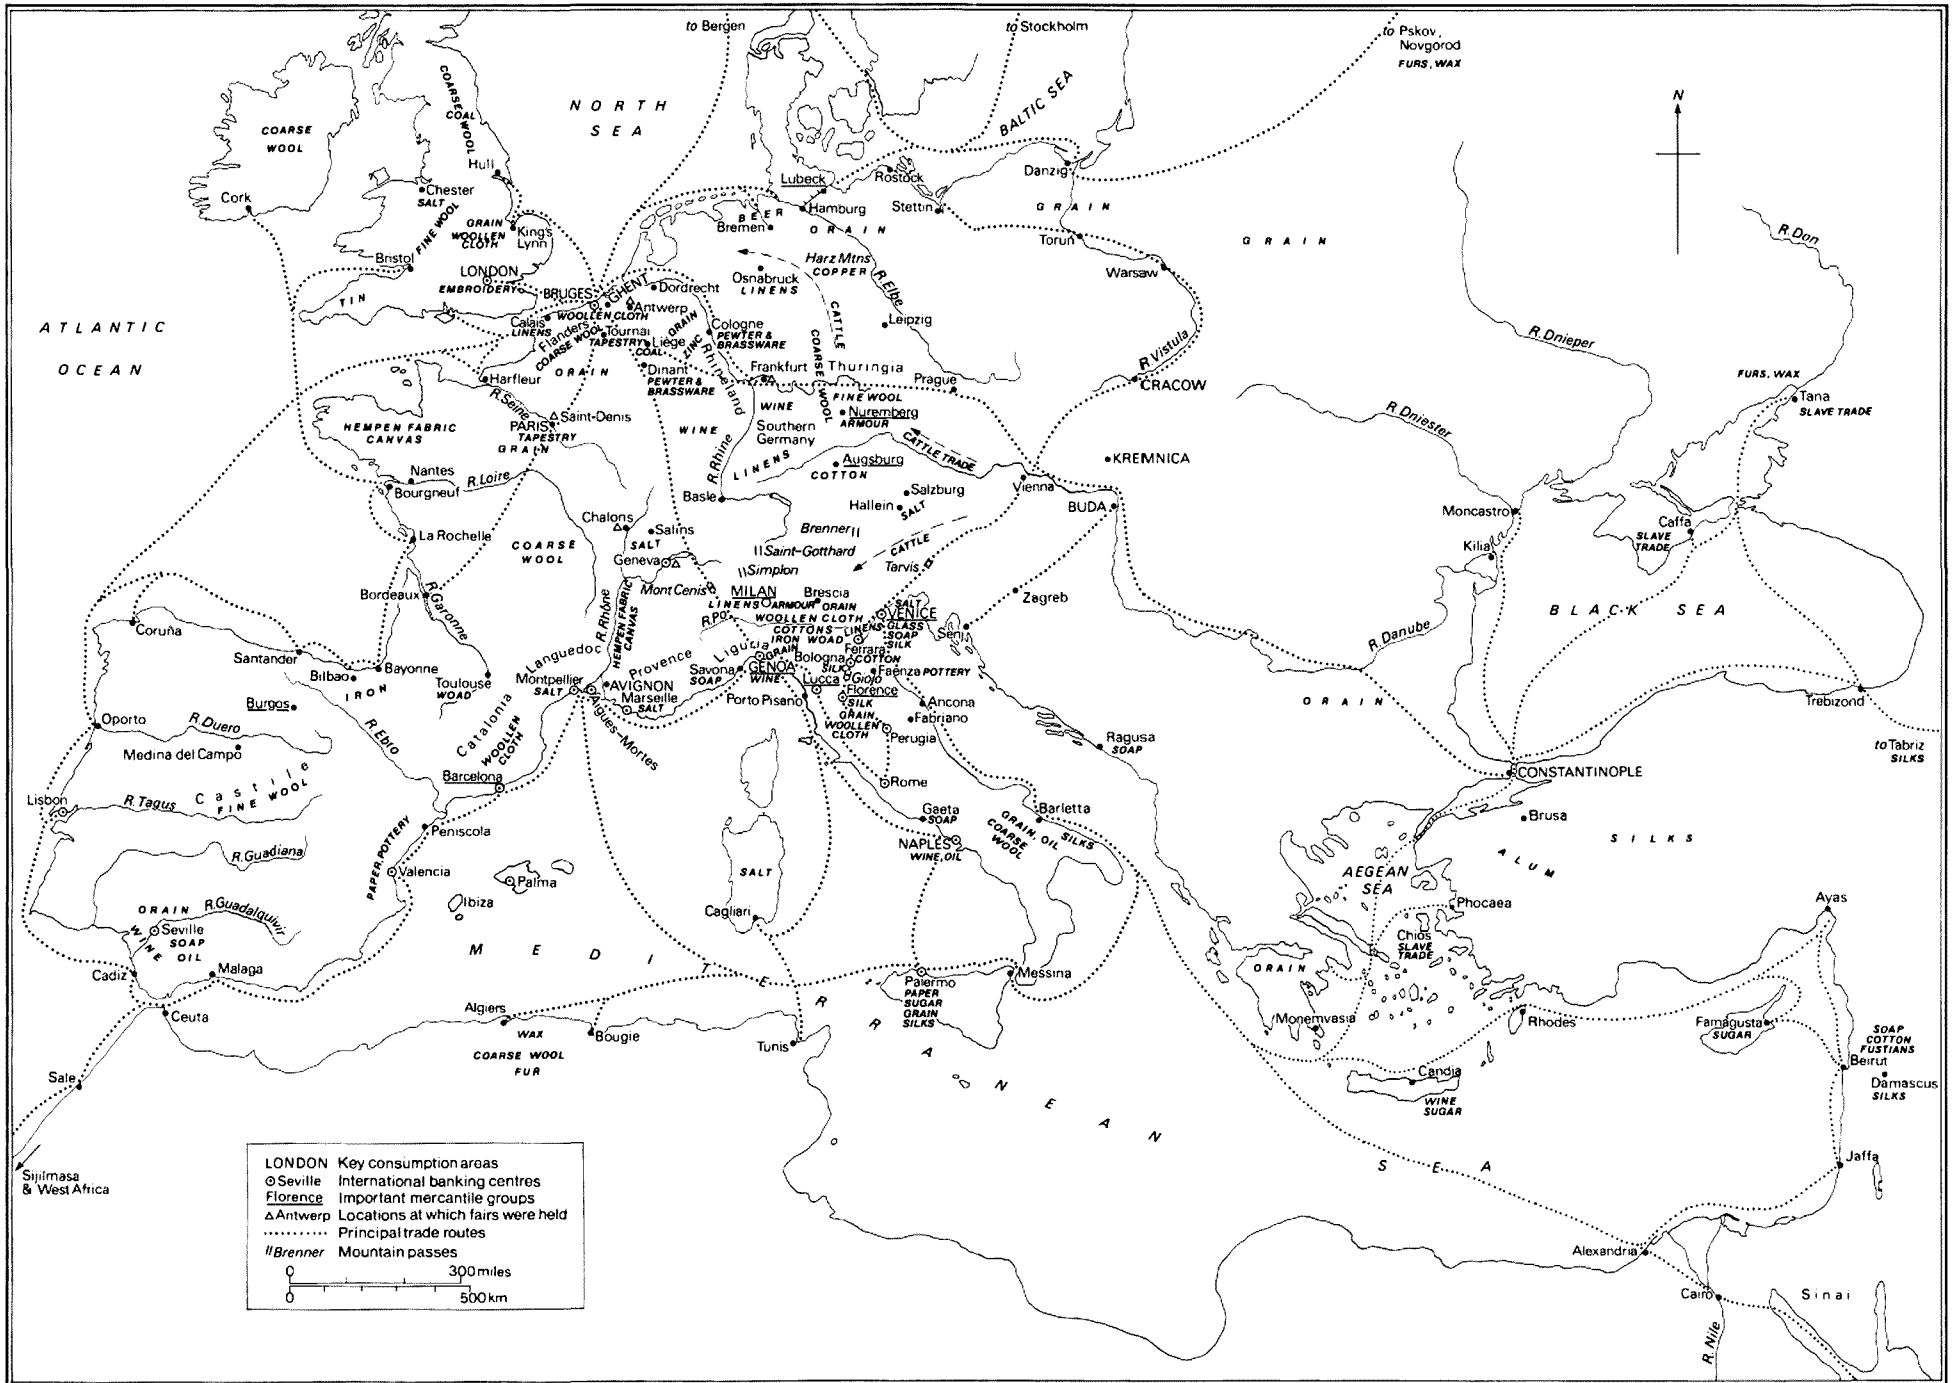 to Bergen
to Stockholm
to Pskov,
Novgorod
FURS, WAX
NORTH
SEA
BALTIC SEA
N
COARSE
WOOL
COARSE WOOL
COAL
Hull
Chester
SALT
Cork
FINE WOOL
GRAIN
WOOLLEN
CLOTH
King's
Lynn
Bristol
LONDON
EMBROIDERY
TIN
ATLANTIC
OCEAN
Lubeck
Rostock
Danzig
Hamburg
Stettin
BEER
Bremen
GRAIN
GRAIN
GRAIN
Toruń
Warsaw
Harz Mtns
COPPER
R. Elbe
Osnabruck
LINENS
Leipzig
R. Vistula
CRACOW
R. Don
R. Dnieper
R. Dniester
FURS, WAX
Tana
SLAVE TRADE
BRUGES
GHENT
Dordrecht
Antwerp
WOOLLEN CLOTH
Calais
LINENS
Flanders
COARSE WOOL
Tournai
TAPESTRY
Liège
COAL
GRAIN
ZINC
Cologne
PEWTER &
BRASSWARE
Rhineland
Dinant
PEWTER &
BRASSWARE
GRAIN
CATTLE
COARSE WOOL
Frankfurt
Thuringia
Prague
FINE WOOL
Nuremberg
ARMOUR
WINE
Southern
Germany
LINENS
Augsburg
COTTON
CATTLE TRADE
KREMNICA
Vienna
BUDA
Harfleur
R. Seine
Saint-Denis
PARIS
TAPESTRY
GRAIN
HEMPEN FABRIC
CANVAS
WINE
R. Rhine
Basle
Nantes
Bourgneuf
R. Loire
La Rochelle
Chalons
Salins
SALT
Geneva
COARSE
WOOL
Salzburg
Hallein
SALT
Brenner
Saint-Gotthard
Simplon
Mont Cenis
CATTLE
Tarvis
Zagreb
Senj
Moncastro
Kilia
Caffa
SLAVE
TRADE
BLACK SEA
R. Danube
Trebizond
to Tabriz
SILKS
Bordeaux
R. Garonne
R. Rhône
HEMPEN FABRIC
CANVAS
MILAN
Brescia
LINENS
ARMOUR
GRAIN
WOOLLEN CLOTH
COTTONS
LINENS
IRON
WOAD
R. Po
SALT
VENICE
GLASS
SOAP
SILK
Ferrara
COTTON
Bologna
SILK
Giojo
Faenza
POTTERY
Liguria
GRAIN
GENOA
WINE
Savona
SOAP
Lucca
Florence
SILK
GRAIN
WOOLLEN
CLOTH
Porto Pisano
Ancona
Fabriano
Perugia
Rome
Coruña
Santander
Bilbao
Bayonne
IRON
Toulouse
WOAD
Languedoc
Provence
Montpellier
SALT
AVIGNON
Marseille
SALT
Aigues-Mortes
Burgos
Oporto
R. Duero
Medina del Campo
R. Ebro
Catalonia
WOOLLEN
CLOTH
Barcelona
Castile
FINE WOOL
Lisbon
R. Tagus
Peniscola
PAPER, POTTERY
Valencia
R. Guadiana
Palma
Ibiza
GRAIN
R. Guadalquivir
Seville
WINE
SOAP
OIL
Cadiz
Malaga
Ceuta
Sale
Sijilmasa
& West Africa
SALT
Cagliari
Gaeta
SOAP
NAPLES
WINE, OIL
Barletta
GRAIN, OIL
COARSE
WOOL
SILKS
Ragusa
SOAP
GRAIN
CONSTANTINOPLE
Brusa
SILKS
ALUM
AEGEAN
SEA
Phocaea
Chios
SLAVE
TRADE
GRAIN
Monemvasia
Rhodes
Candia
WINE
SUGAR
Ayas
Famagusta
SUGAR
SOAP
COTTON
FUSTIANS
Beirut
Damascus
SILKS
Jaffa
Palermo
PAPER
SUGAR
GRAIN
SILKS
Messina
Algiers
WAX
Bougie
COARSE WOOL
FUR
Tunis
MEDITERRANEAN SEA
Alexandria
Cairo
Sinai
R. Nile
LONDON Key consumption areas
Seville International banking centres
Florence Important mercantile groups
Antwerp Locations at which fairs were held
Principal trade routes
Brenner Mountain passes
0 300 miles
0 500 km